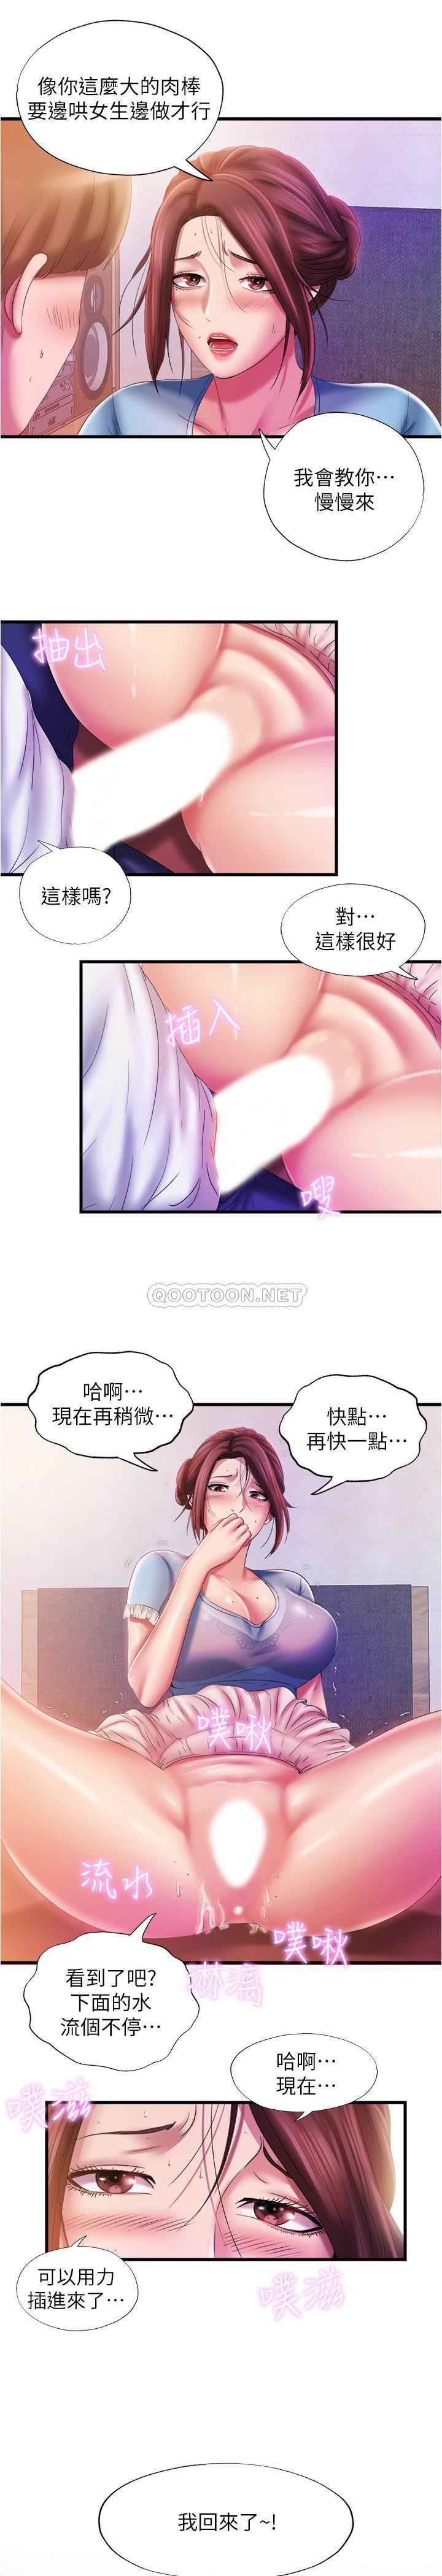 像你這麼大的肉棒
要邊哄女生邊做才行
我會教你…
慢慢來
抽出
這樣嗎?
對…
這樣很好
插入
嗖
QOOTOON.NET
哈啊…
現在再稍微…
快點…
再快一點…
噗啾
流水
噗啾
淋漓
看到了吧?
下面的水
流個不停…
哈啊…
現在…
噗滋
可以用力
插進來了…
噗滋
我回來了~!